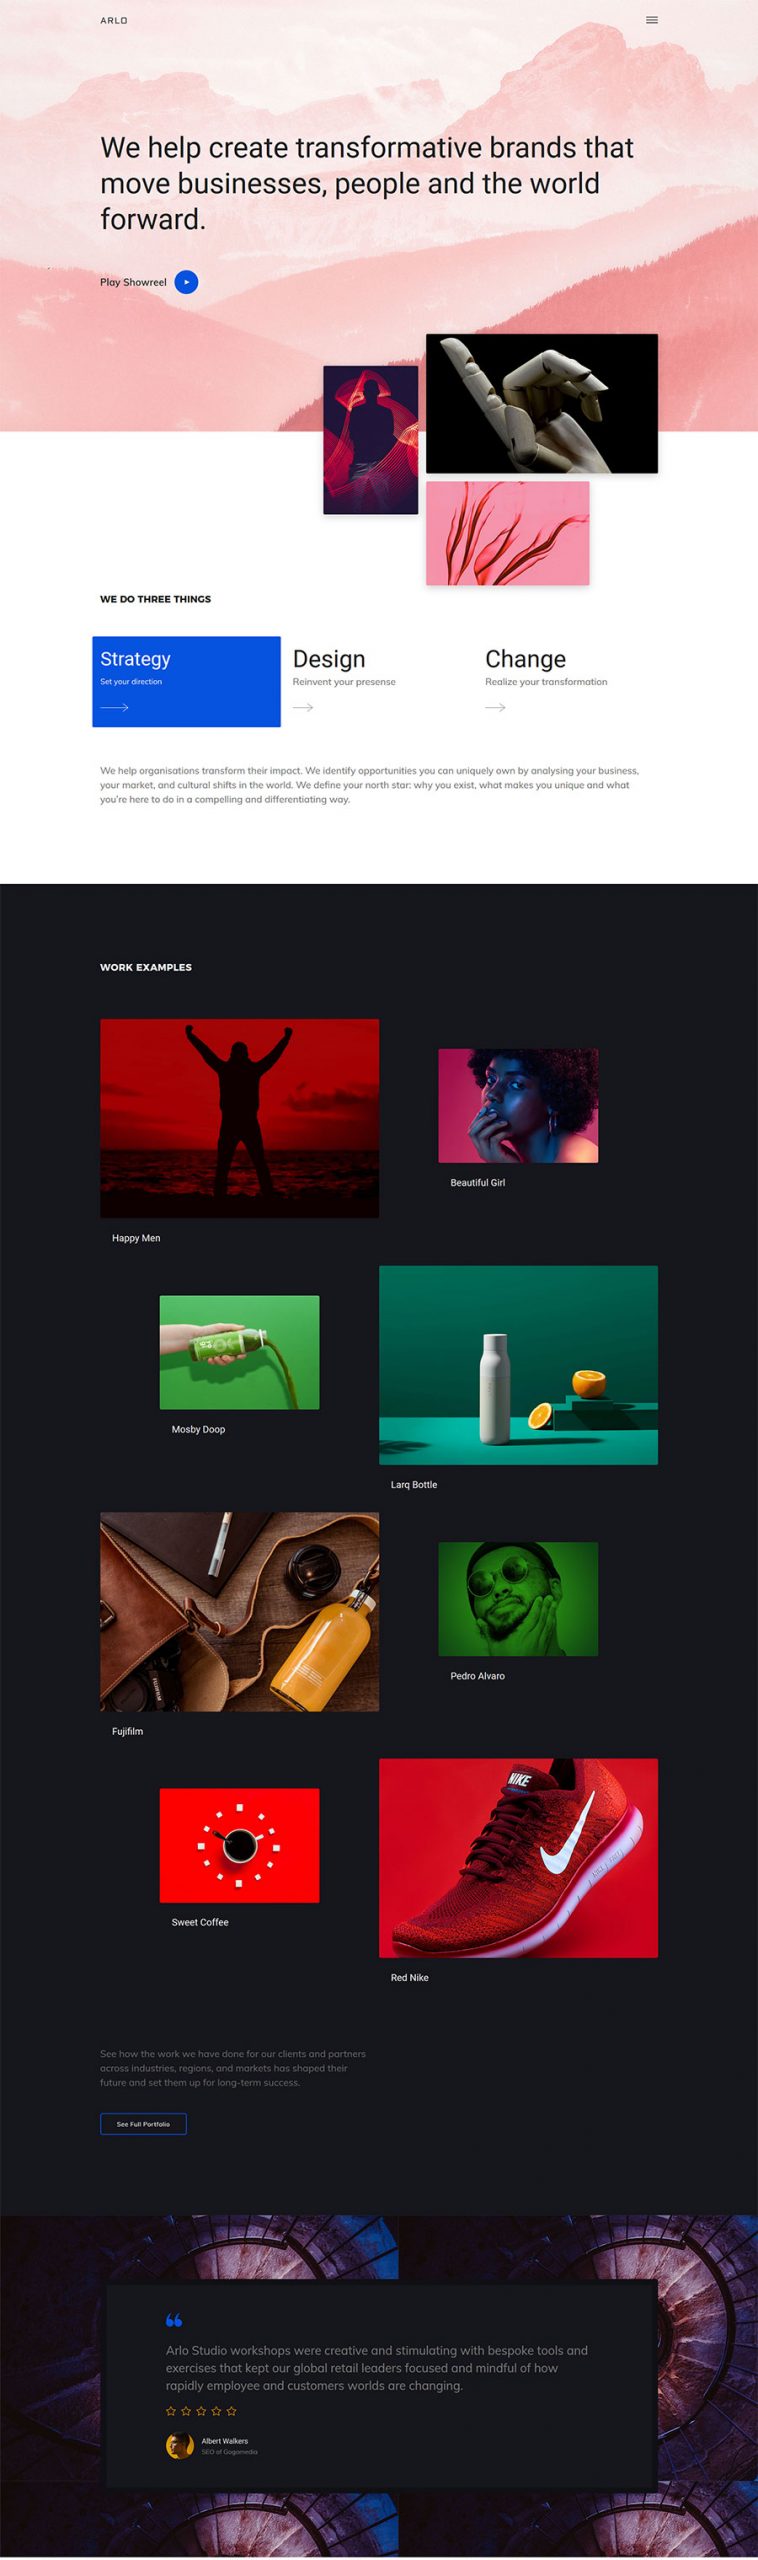 ARLO
We help create transformative brands that
move businesses, people and the world
forward.
Play Showreel
WE DO THREE THINGS
Strategy
Set your direction
Design
Reinvent your presense
Change
Realize your transformation
We help organisations transform their impact. We identify opportunities you can uniquely own by analysing your business,
your market, and cultural shifts in the world. We define your north star: why you exist, what makes you unique and what
you're here to do in a compelling and differentiating way.
WORK EXAMPLES
Happy Men
Beautiful Girl
Mosby Doop
Larq Bottle
FUJIFILM
Fujifilm
Pedro Alvaro
Sweet Coffee
NIKE
Red Nike
See how the work we have done for our clients and partners
across industries, regions, and markets has shaped their
future and set them up for long-term success.
See Full Portfolio
Arlo Studio workshops were creative and stimulating with bespoke tools and
exercises that kept our global retail leaders focused and mindful of how
rapidly employee and customers worlds are changing.
Albert Walkers
SEO of Gogomedia